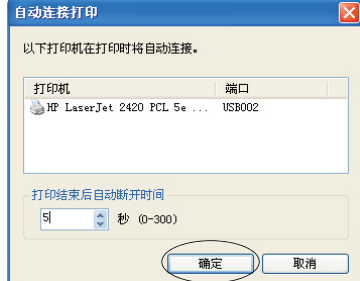 自动连接打印
以下打印机在打印时将自动连接。
打印机 端口
HP LaserJet 2420 PCL 5e ... USB002
打印结束后自动断开时间
5 秒 (0-300)
确定 取消